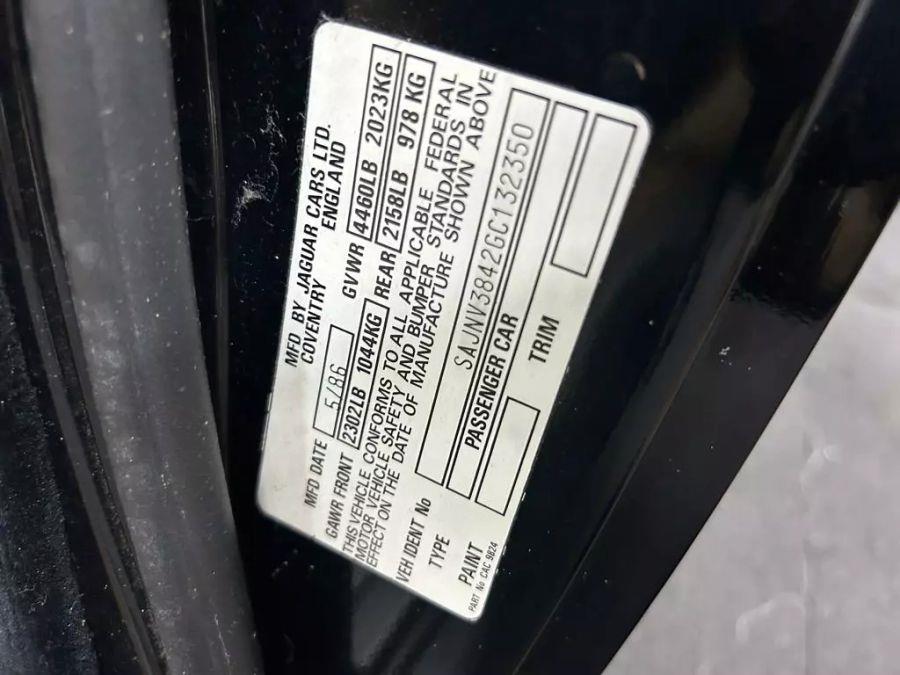 MFD BY JAGUAR CARS LTD.
COVENTRY ENGLAND
MFD DATE 5/86 GVWR 4460LB 2023KG
GAWR FRONT 2302LB 1044KG REAR 2158LB 978 KG
THIS VEHICLE CONFORMS TO ALL APPLICABLE FEDERAL
MOTOR VEHICLE SAFETY AND BUMPER STANDARDS IN
EFFECT ON THE DATE OF MANUFACTURE SHOWN ABOVE
VEH IDENT No SAJNV3842GC132350
TYPE PASSENGER CAR
PAINT TRIM
PART No CAC 9824